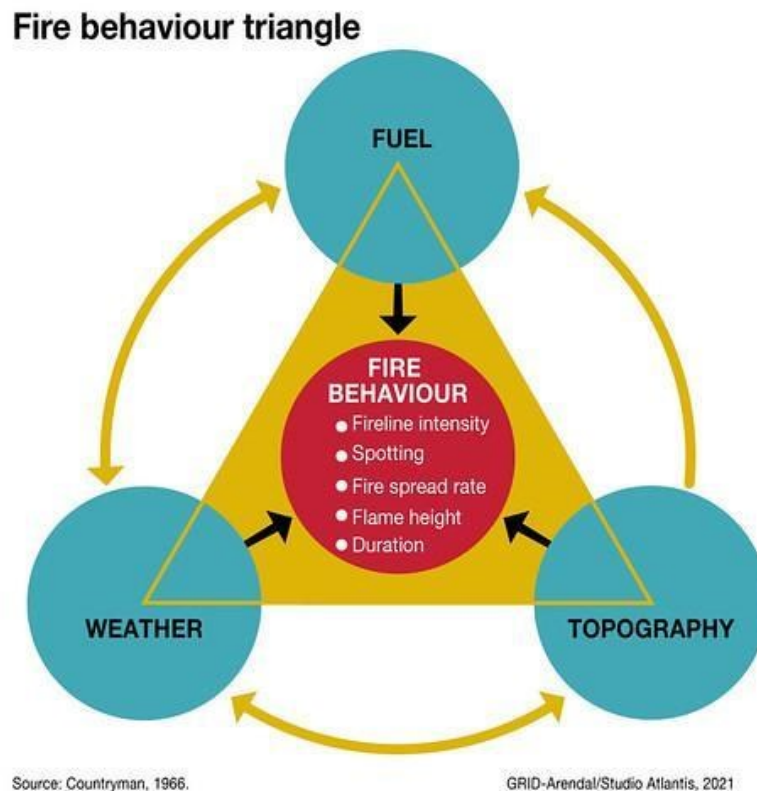 Fire behaviour triangle
FUEL
FIRE
BEHAVIOUR
Fireline intensity
Spotting
Fire spread rate
Flame height
Duration
WEATHER
TOPOGRAPHY
Source: Countryman, 1966.
GRID-Arendal/Studio Atlantis, 2021